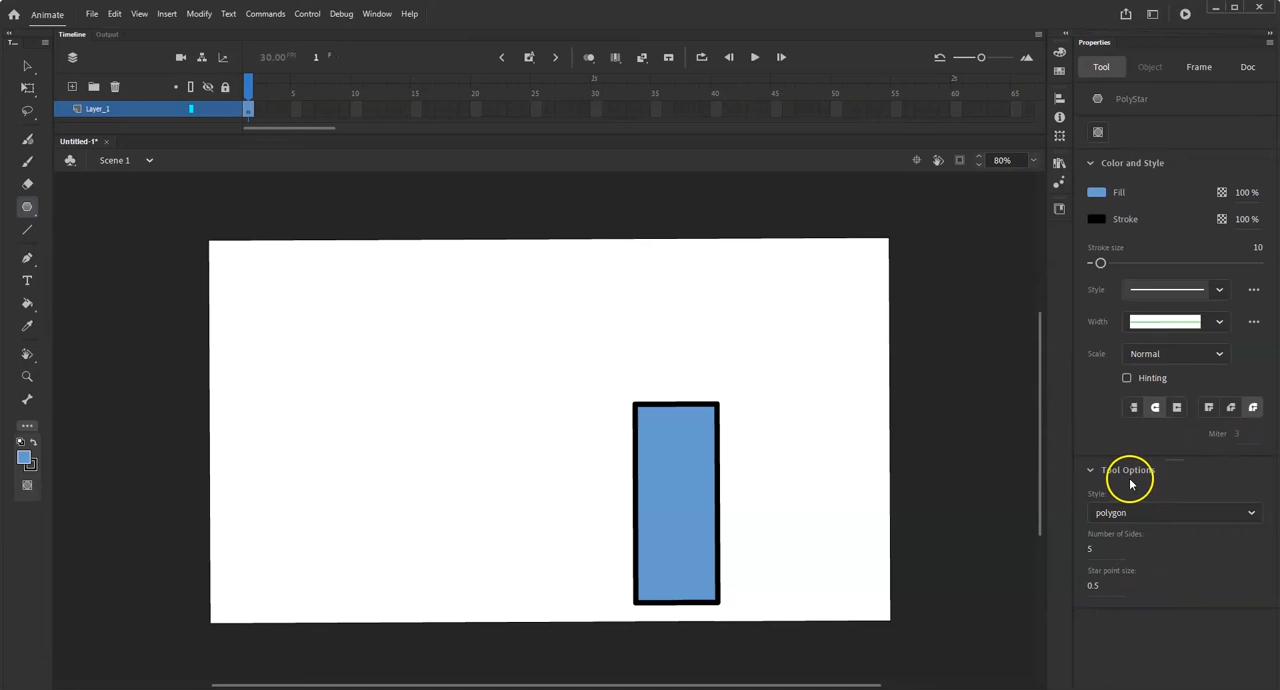 Animate File Edit View Insert Modify Text Commands Control Debug Window Help
Timeline Output
Properties
30.00 FPS 1 F
Tool Object Frame Doc
1s 2s
5 10 15 20 25 30 35 40 45 50 55 60 65
Layer_1
PolyStar
Untitled-1* ×
Scene 1 80%
Color and Style
Fill 100 %
Stroke 100 %
Stroke size 10
Style
Width
Scale Normal
Hinting
Miter 3
Tool Options
Style:
polygon
Number of Sides:
5
Star point size:
0.5